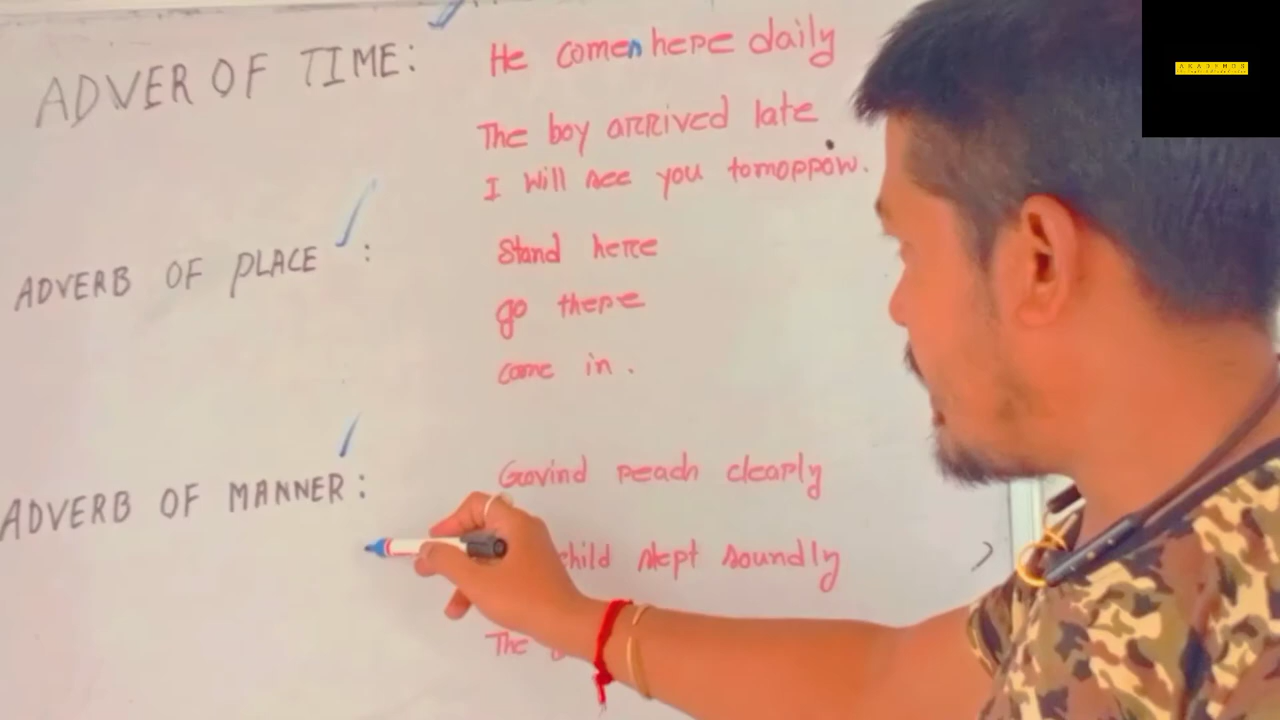 ADVER OF TIME: He comes here daily
The boy arrived late
I will see you tomorrow.
ADVERB OF PLACE : Stand here
go there
come in.
ADVERB OF MANNER: Govind reach clearly
child slept soundly
The
AKADEMOS